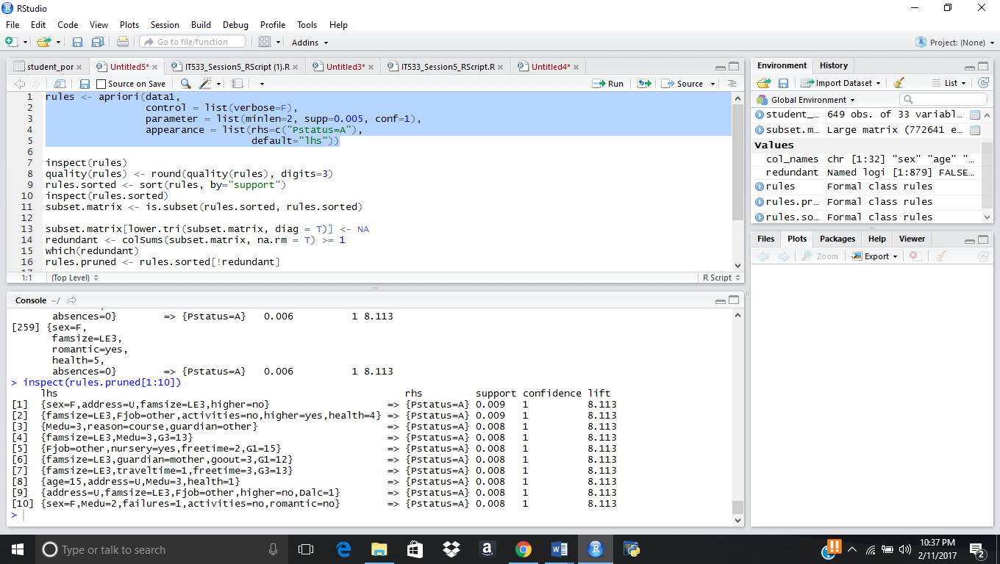 RStudio
File Edit Code View Plots Session Build Debug Profile Tools Help
Go to file/function Addins Project: (None)
student_por Untitled5* IT533_Session5_RScript (1).R Untitled3* IT533_Session5_RScript.R Untitled4*
Source on Save Run Source
1 rules <- apriori(data1,
2 control = list(verbose=F),
3 parameter = list(minlen=2, supp=0.005, conf=1),
4 appearance = list(rhs=c("Pstatus=A"),
5 default="lhs"))
6
7 inspect(rules)
8 quality(rules) <- round(quality(rules), digits=3)
9 rules.sorted <- sort(rules, by="support")
10 inspect(rules.sorted)
11 subset.matrix <- is.subset(rules.sorted, rules.sorted)
12
13 subset.matrix[lower.tri(subset.matrix, diag = T)] <- NA
14 redundant <- colSums(subset.matrix, na.rm = T) >= 1
15 which(redundant)
16 rules.pruned <- rules.sorted[!redundant]
1:1 (Top Level) R Script
Console ~/
absences=0} => {Pstatus=A} 0.006 1 8.113
[259] {sex=F,
famsize=LE3,
romantic=yes,
health=5,
absences=0} => {Pstatus=A} 0.006 1 8.113
> inspect(rules.pruned[1:10])
lhs rhs support confidence lift
[1] {sex=F,address=U,famsize=LE3,higher=no} => {Pstatus=A} 0.009 1 8.113
[2] {famsize=LE3,Fjob=other,activities=no,higher=yes,health=4} => {Pstatus=A} 0.009 1 8.113
[3] {Medu=3,reason=course,guardian=other} => {Pstatus=A} 0.008 1 8.113
[4] {famsize=LE3,Medu=3,G3=13} => {Pstatus=A} 0.008 1 8.113
[5] {Fjob=other,nursery=yes,freetime=2,G1=15} => {Pstatus=A} 0.008 1 8.113
[6] {famsize=LE3,guardian=mother,goout=3,G1=12} => {Pstatus=A} 0.008 1 8.113
[7] {famsize=LE3,traveltime=1,freetime=3,G3=13} => {Pstatus=A} 0.008 1 8.113
[8] {age=15,address=U,Medu=3,health=1} => {Pstatus=A} 0.008 1 8.113
[9] {address=U,famsize=LE3,Fjob=other,higher=no,Dalc=1} => {Pstatus=A} 0.008 1 8.113
[10] {sex=F,Medu=2,failures=1,activities=no,romantic=no} => {Pstatus=A} 0.008 1 8.113
>
Environment History
Import Dataset List
Global Environment
student_… 649 obs. of 33 variabl…
subset.m… Large matrix (772641 e…
Values
col_names chr [1:32] "sex" "age" "…
redundant Named logi [1:879] FALSE…
rules Formal class rules
rules.pr… Formal class rules
rules.so… Formal class rules
Files Plots Packages Help Viewer
Zoom Export
Type or talk to search
10:37 PM
2/11/2017
2